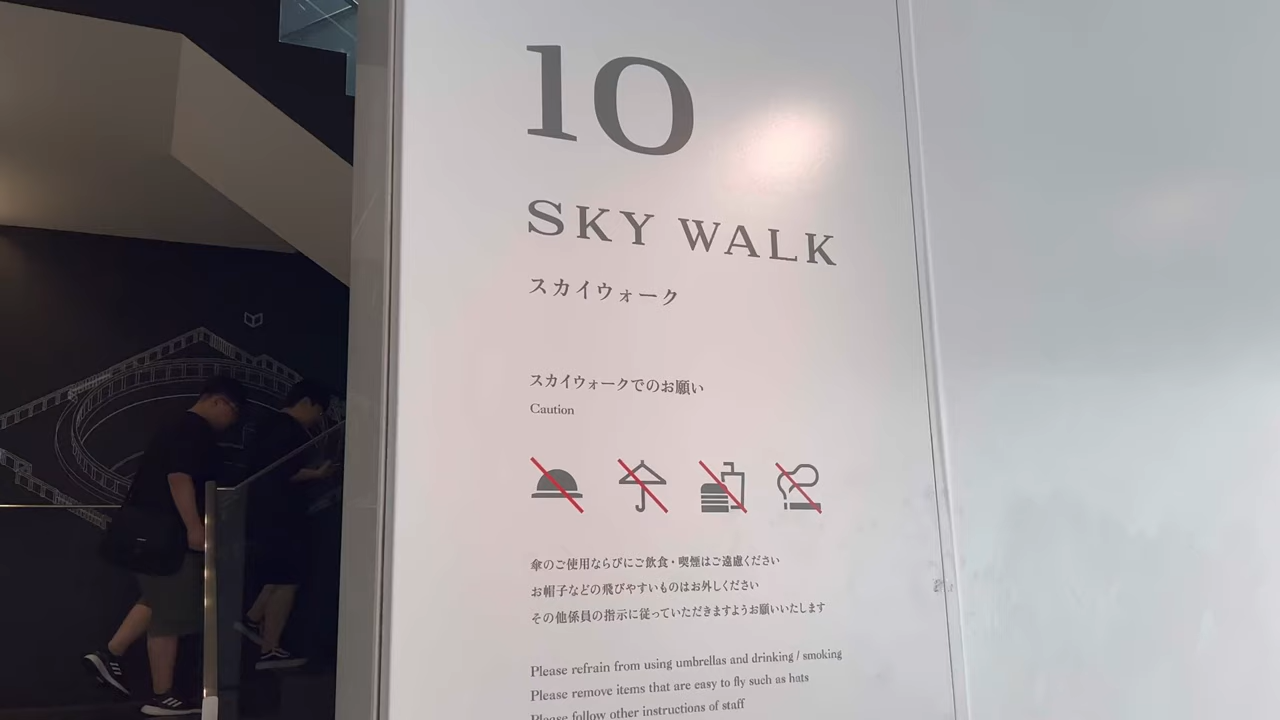 10
SKY WALK
スカイウォーク
スカイウォークでのお願い
Caution
傘のご使用ならびにご飲食・喫煙はご遠慮ください
お帽子などの飛びやすいものはお外しください
その他係員の指示に従っていただきますようお願いいたします
Please refrain from using umbrellas and drinking / smoking
Please remove items that are easy to fly such as hats
Please follow other instructions of staff